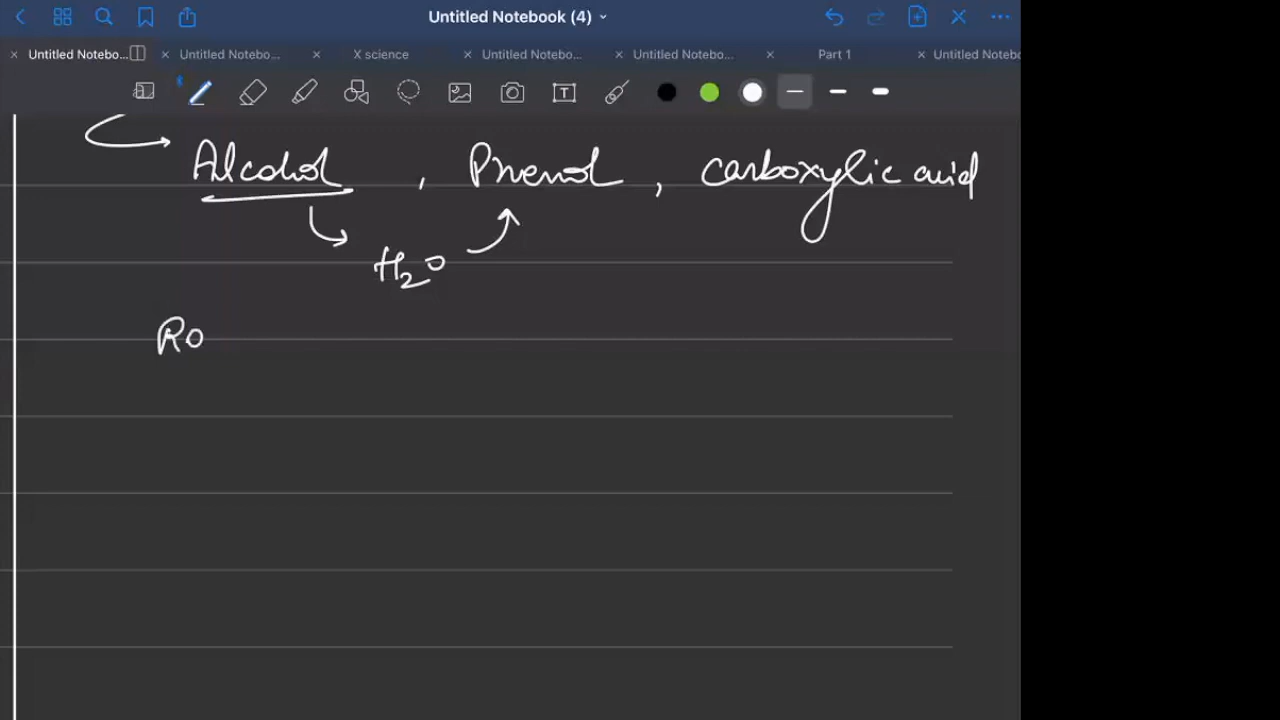 Untitled Notebook (4)
Untitled Notebo... Untitled Notebo... X science Untitled Notebo... Untitled Notebo... Part 1 Untitled Notebo
Alcohol , Phenol , carboxylic acid
H₂O
RO